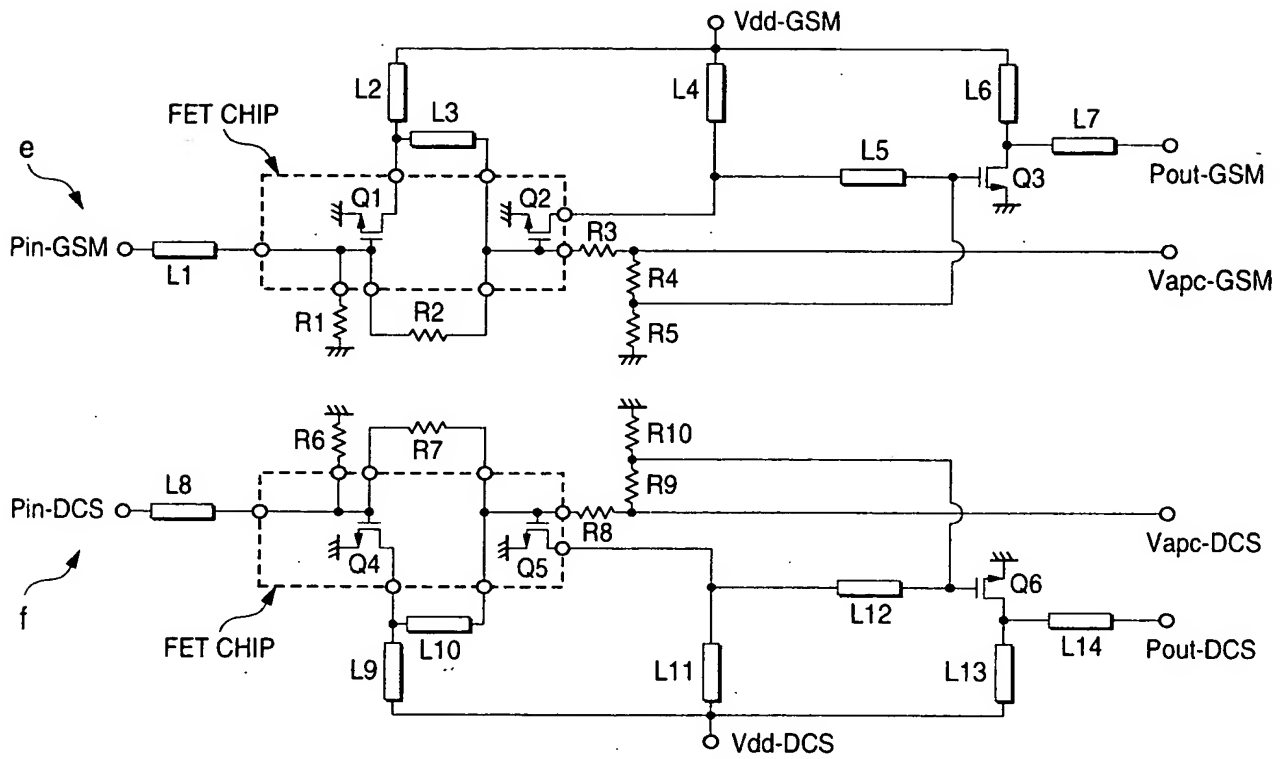 Vdd-GSM
L2
L4
L6
FET CHIP
L3
L7
e
L5
Pout-GSM
Q1
Q2
Q3
Pin-GSM
L1
R3
R4
Vapc-GSM
R1
R2
R5
R6
R7
R10
L8
R9
Pin-DCS
R8
Vapc-DCS
Q4
Q5
Q6
f
L12
FET CHIP
L10
L14
Pout-DCS
L9
L11
L13
Vdd-DCS